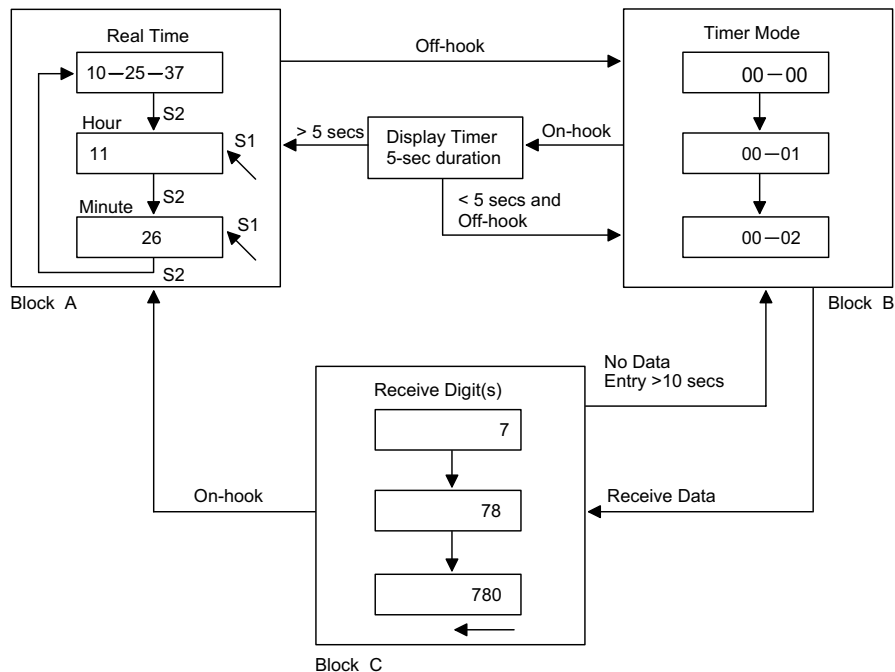 Real Time
10—25—37
S2
Hour
11
S1
S2
Minute
26
S1
S2
Block A
Off-hook
> 5 secs
Display Timer
5-sec duration
On-hook
< 5 secs and
Off-hook
Timer Mode
00—00
00—01
00—02
Block B
On-hook
Receive Digit(s)
7
78
780
Block C
No Data
Entry >10 secs
Receive Data